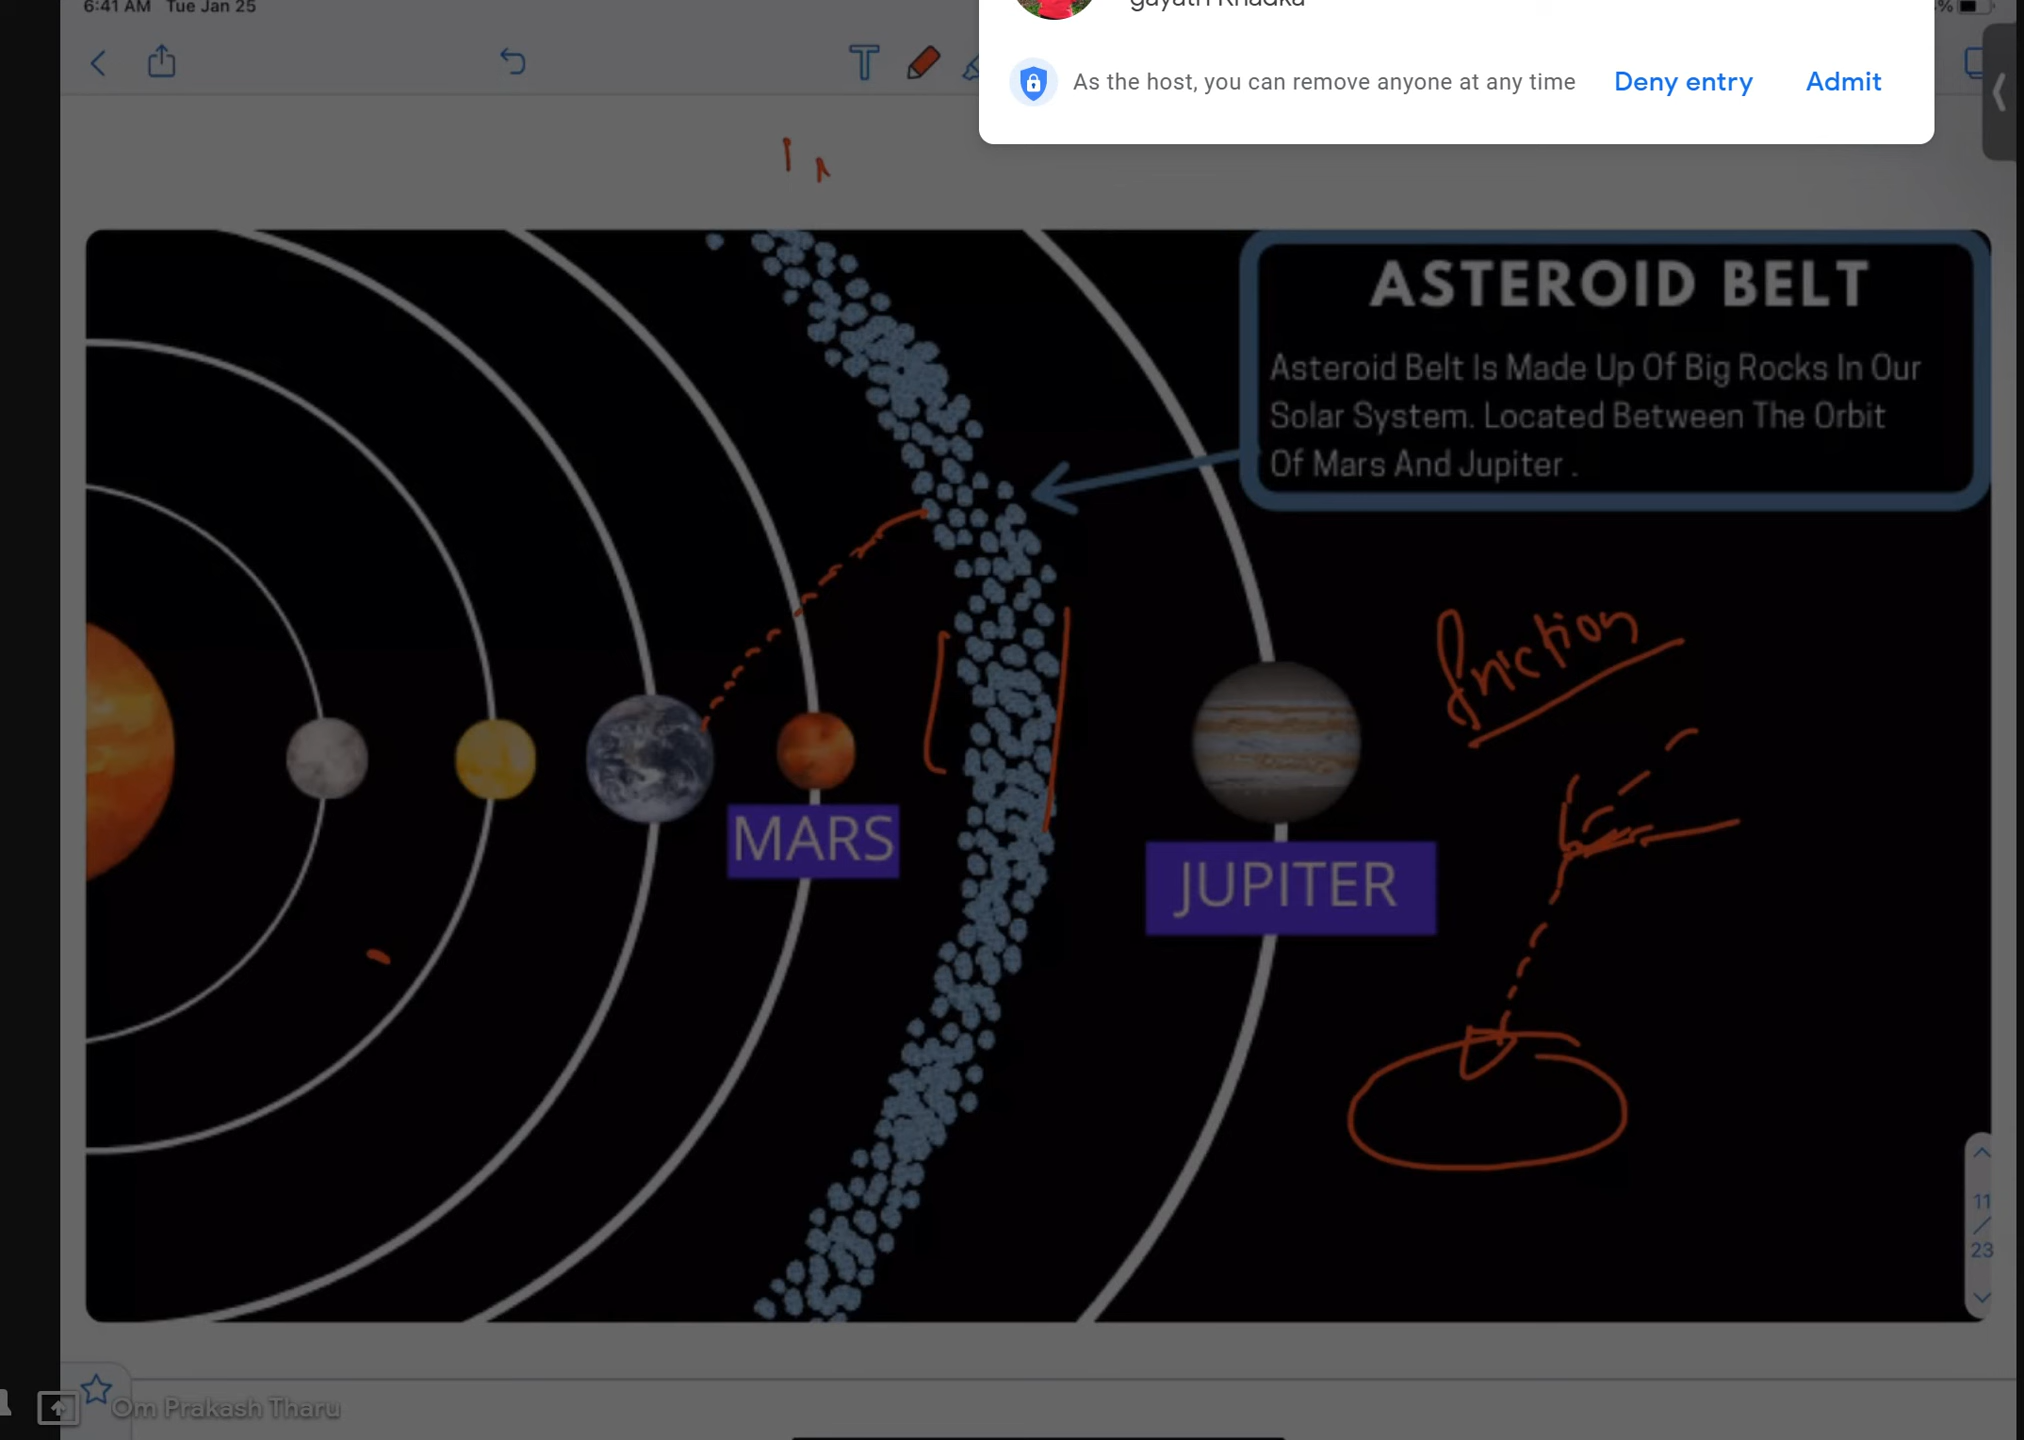 6:41 AM Tue Jan 25
gayatri Khadka
As the host, you can remove anyone at any time
Deny entry
Admit
ASTEROID BELT
Asteroid Belt Is Made Up Of Big Rocks In Our
Solar System. Located Between The Orbit
Of Mars And Jupiter .
friction
MARS
JUPITER
11
/
23
Om Prakash Tharu